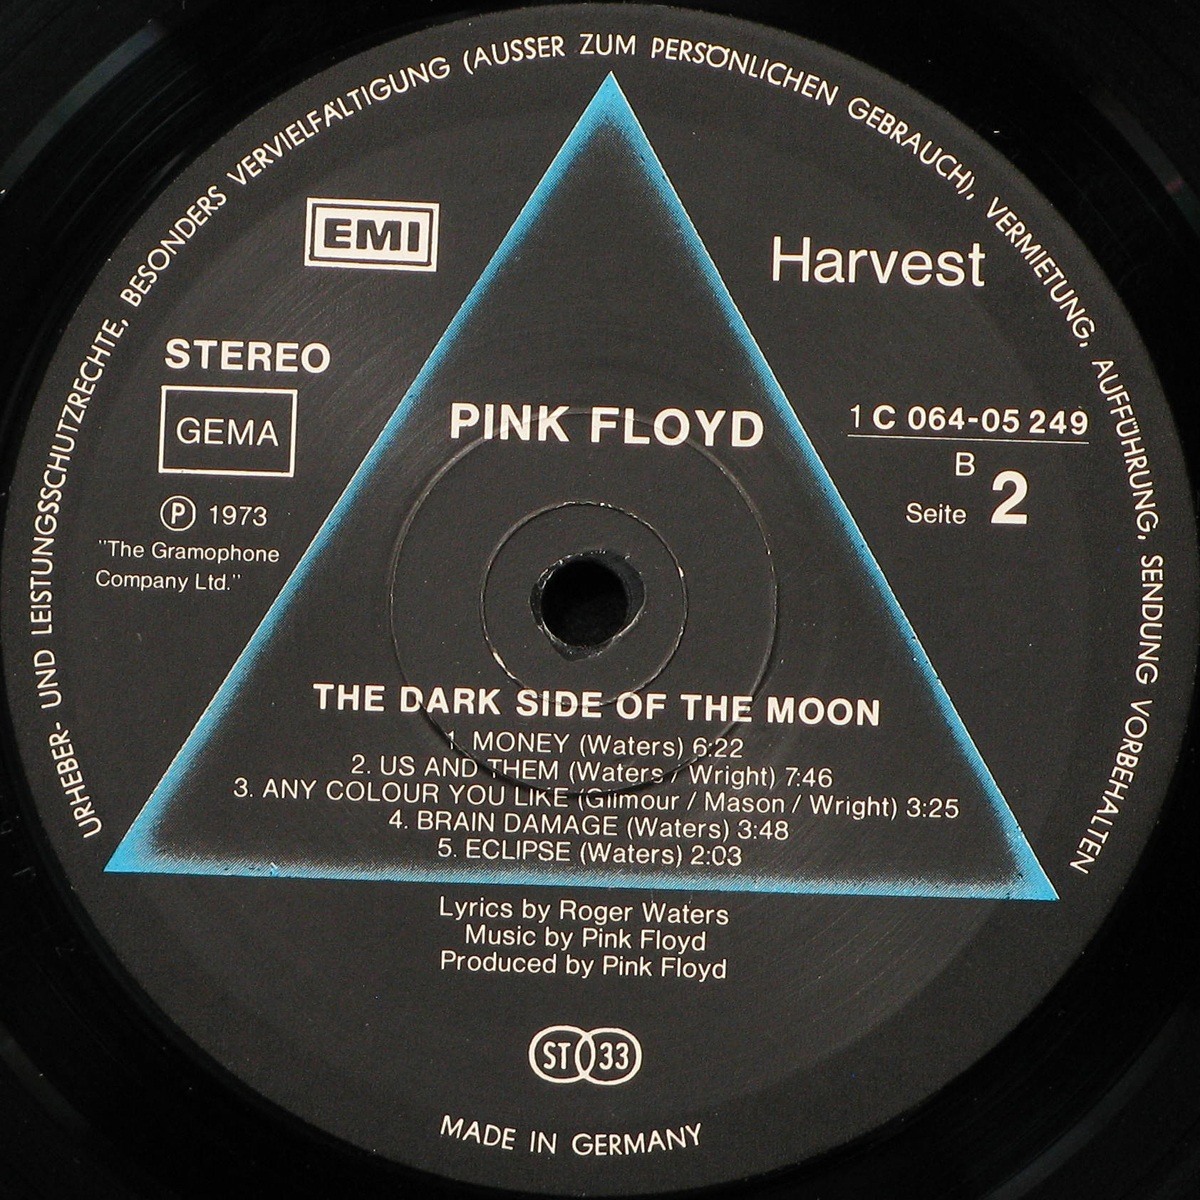 URHEBER- UND LEISTUNGSSCHUTZRECHTE, BESONDERS VERVIELFÄLTIGUNG (AUSSER ZUM PERSÖNLICHEN GEBRAUCH), VERMIETUNG, AUFFÜHRUNG, SENDUNG VORBEHALTEN
EMI
Harvest
STEREO
GEMA
PINK FLOYD
1 C 064-05 249
B
Seite 2
Ⓟ 1973
"The Gramophone
Company Ltd."
THE DARK SIDE OF THE MOON
1. MONEY (Waters) 6:22
2. US AND THEM (Waters / Wright) 7:46
3. ANY COLOUR YOU LIKE (Gilmour / Mason / Wright) 3:25
4. BRAIN DAMAGE (Waters) 3:48
5. ECLIPSE (Waters) 2:03
Lyrics by Roger Waters
Music by Pink Floyd
Produced by Pink Floyd
ST 33
MADE IN GERMANY